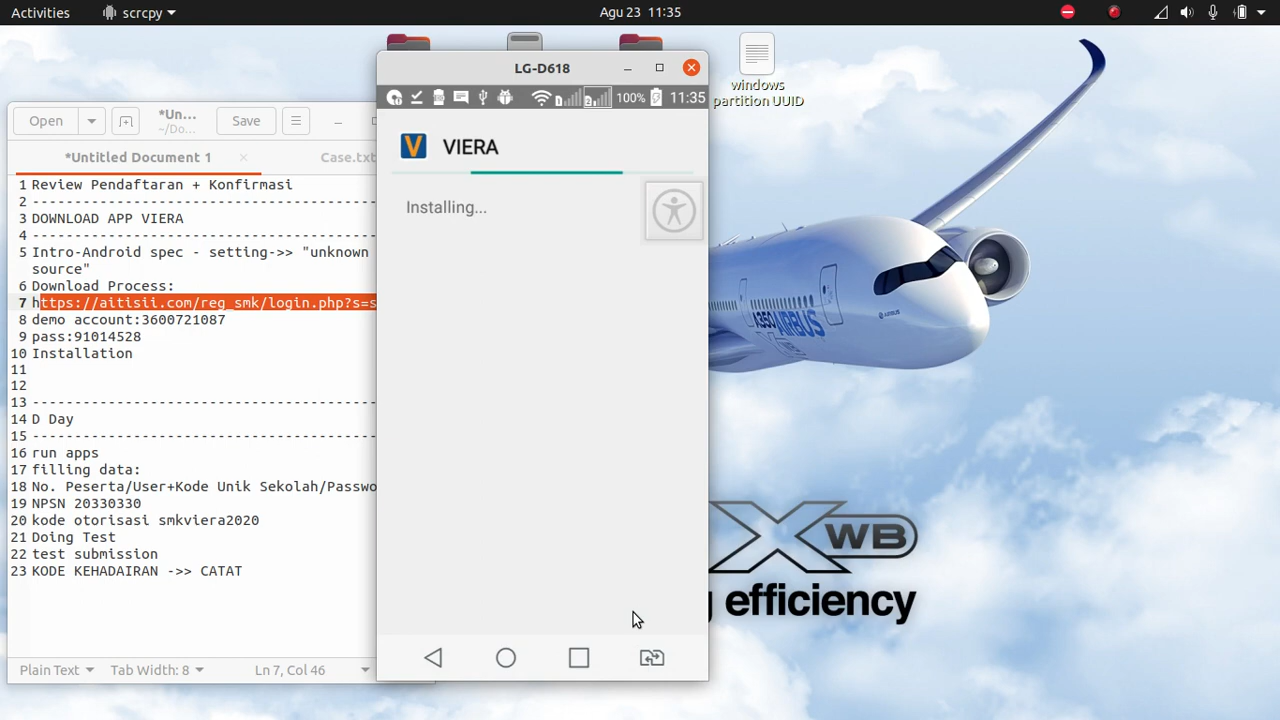 Activities
scrcpy
Agu 23 11:35
windows
partition UUID
LG-D618
100%
11:35
VIERA
Installing...
Open
*Un...
~/Do...
Save
*Untitled Document 1
Case.txt
1 Review Pendaftaran + Konfirmasi
2 -----------------------------------------
3 DOWNLOAD APP VIERA
4 -----------------------------------------
5 Intro-Android spec - setting->> "unknown
source"
6 Download Process:
7 https://aitisii.com/reg_smk/login.php?s=s
8 demo account:3600721087
9 pass:91014528
10 Installation
11
12
13 -----------------------------------------
14 D Day
15 -----------------------------------------
16 run apps
17 filling data:
18 No. Peserta/User+Kode Unik Sekolah/Passwo
19 NPSN 20330330
20 kode otorisasi smkviera2020
21 Doing Test
22 test submission
23 KODE KEHADAIRAN ->> CATAT
Plain Text
Tab Width: 8
Ln 7, Col 46
A350 AIRBUS
AIRBUS
XWB
efficiency